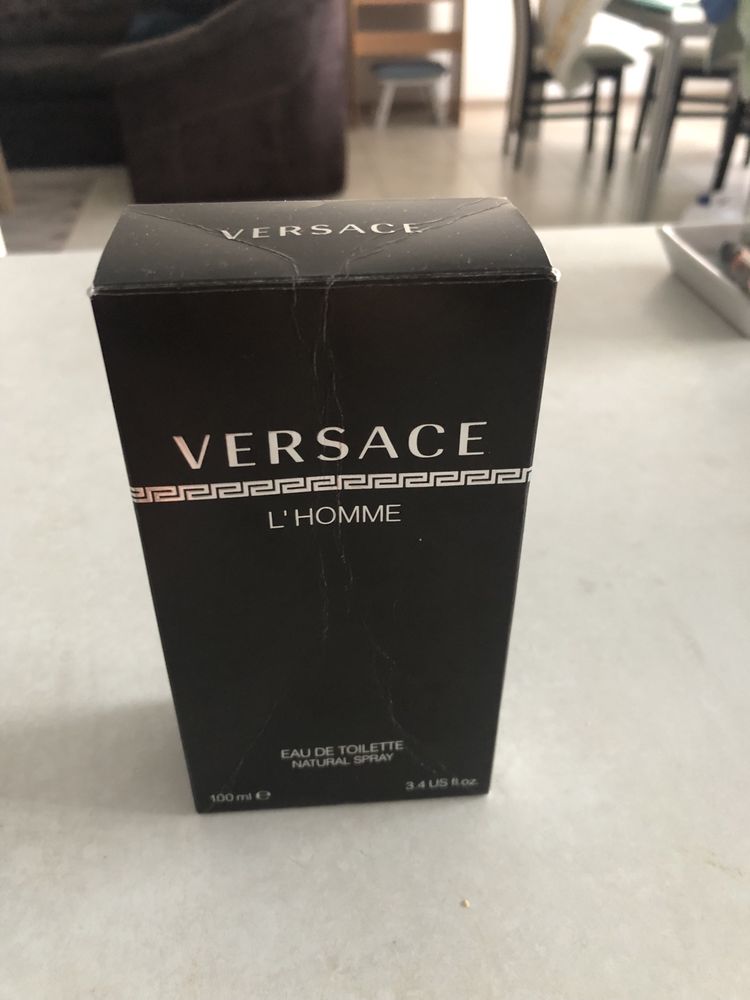 VERSACE
VERSACE
L'HOMME
EAU DE TOILETTE
NATURAL SPRAY
100 ml ℮
3.4 US fl.oz.